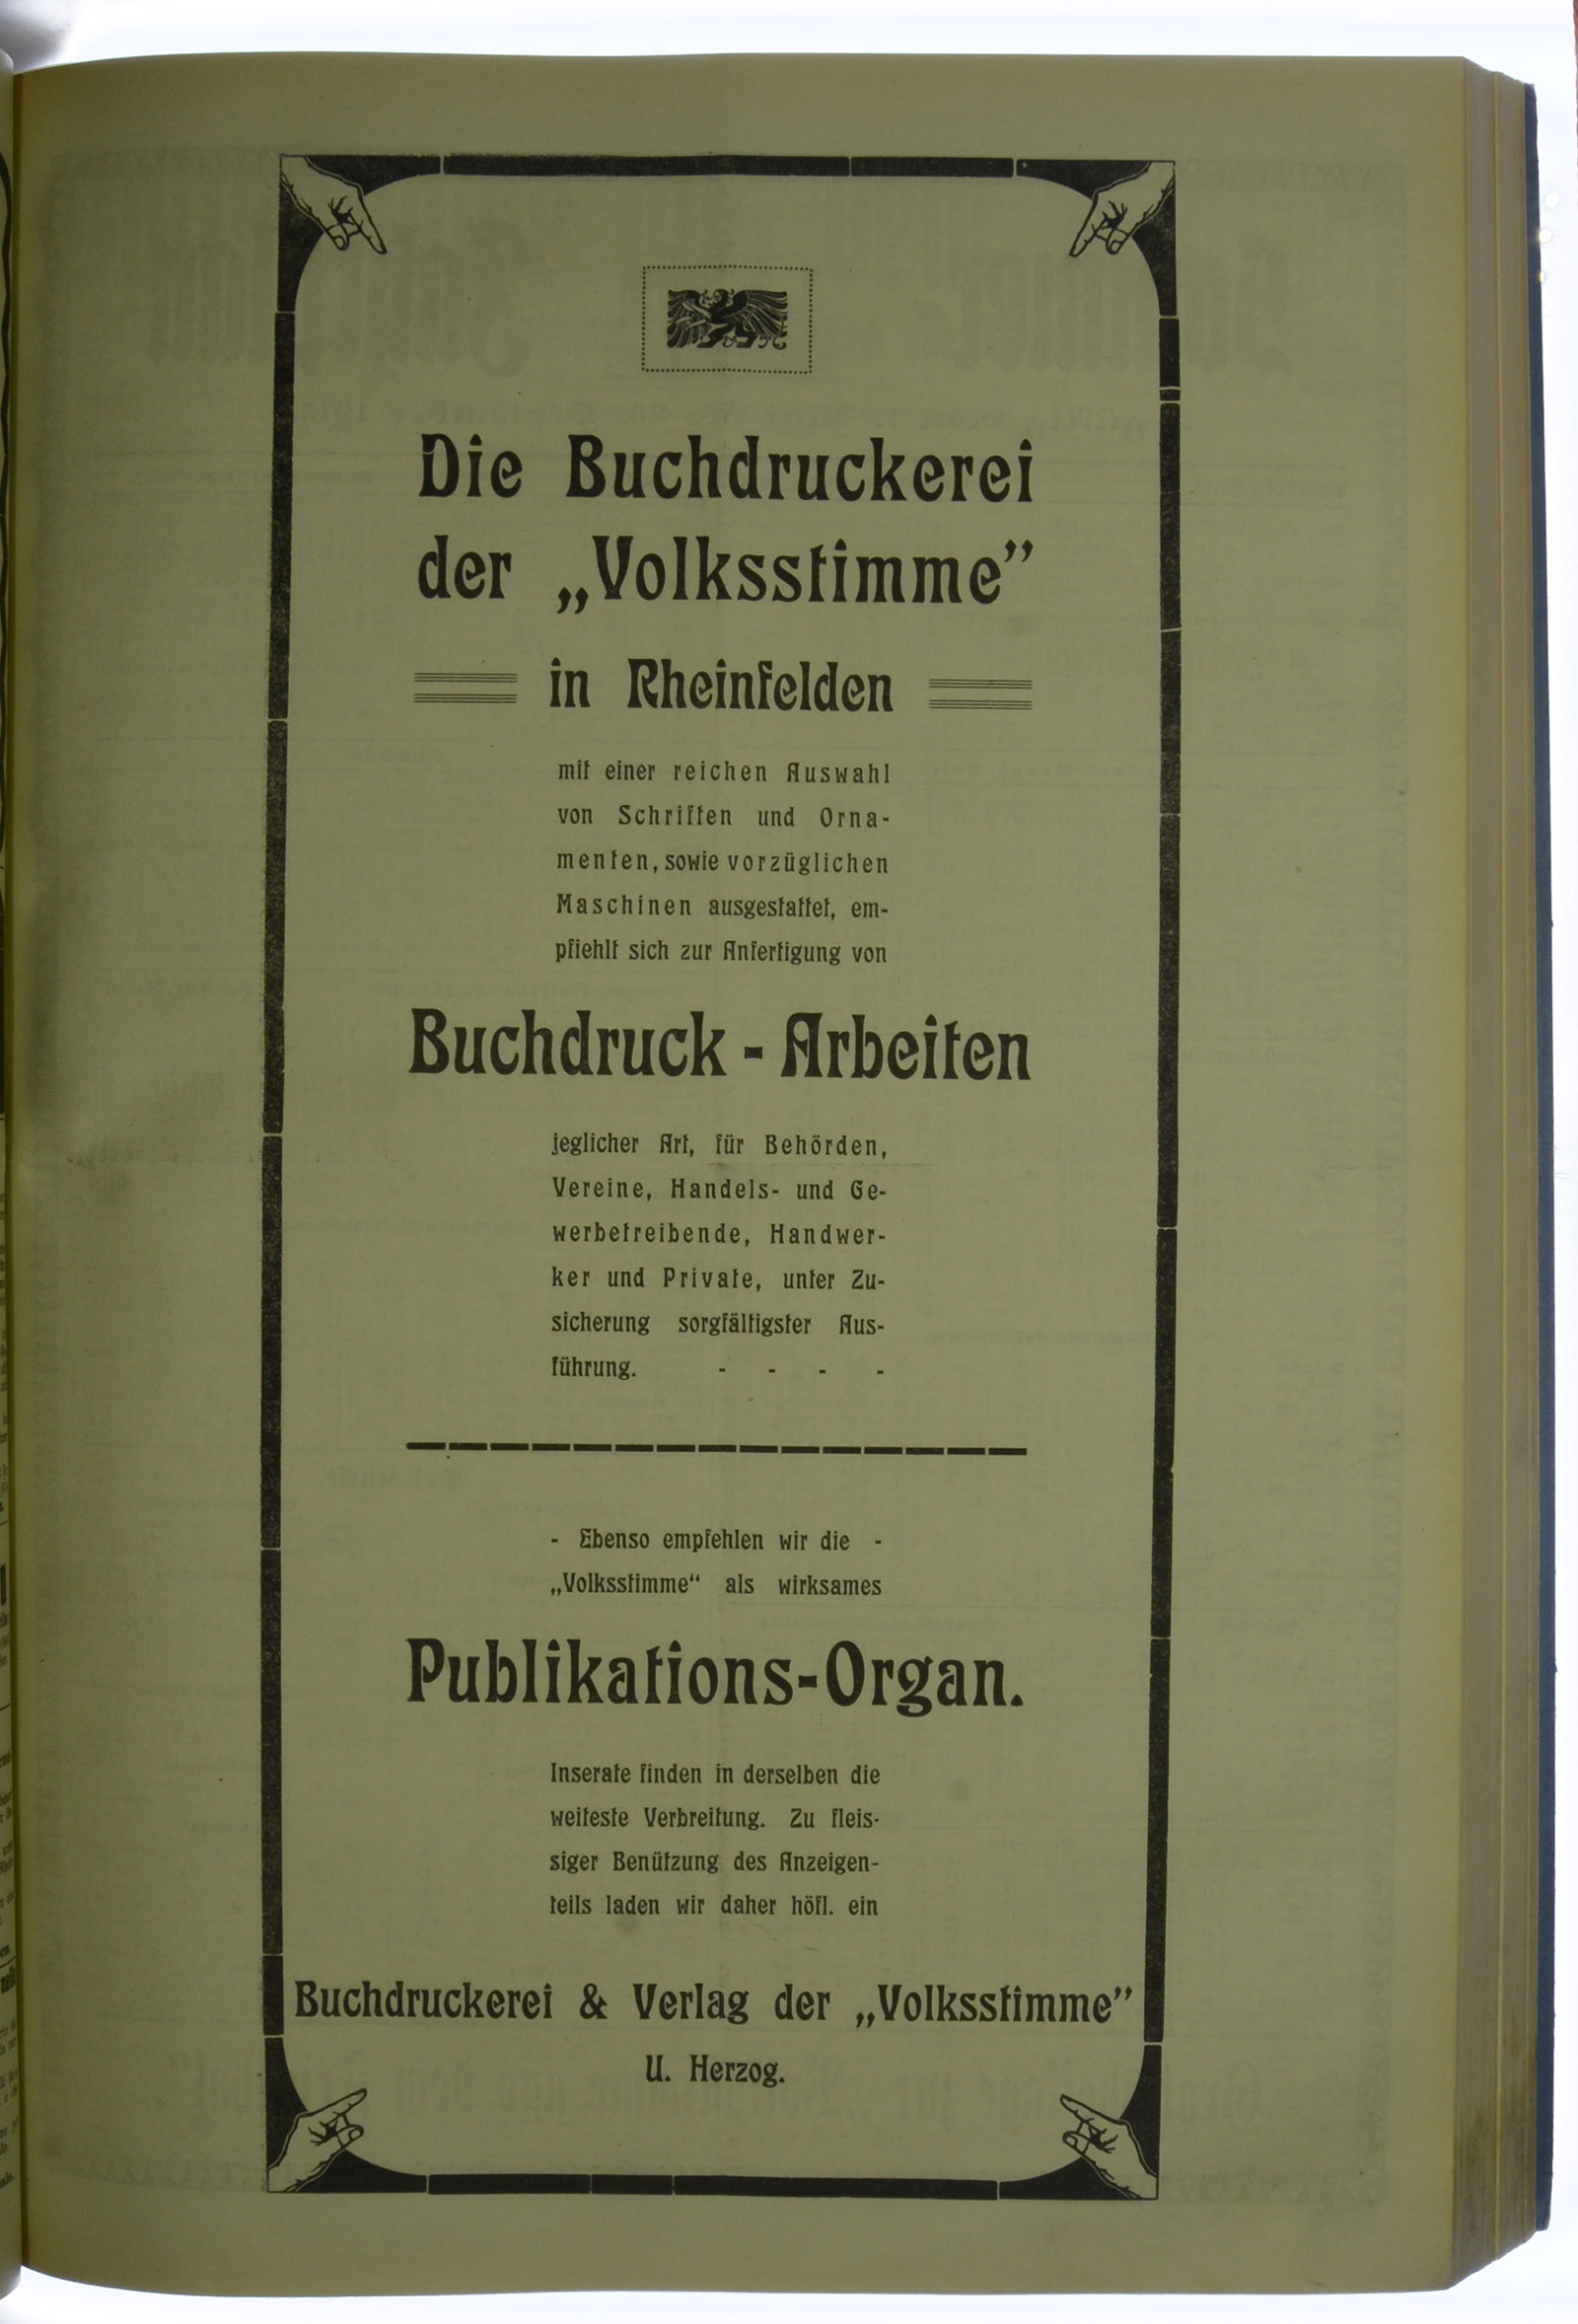 Die Buchdruckerei
der „Volksstimme”
in Rheinfelden
mit einer reichen Auswahl
von Schriften und Orna-
menten, sowie vorzüglichen
Maschinen ausgestattet, em-
pfiehlt sich zur Anfertigung von
Buchdruck - Arbeiten
jeglicher Art, für Behörden,
Vereine, Handels- und Ge-
werbetreibende, Handwer-
ker und Private, unter Zu-
sicherung sorgfältigster Aus-
führung. - - - -
- Ebenso empfehlen wir die -
„Volksstimme“ als wirksames
Publikations-Organ.
Inserate finden in derselben die
weiteste Verbreitung. Zu fleis-
siger Benützung des Anzeigen-
teils laden wir daher höfl. ein
Buchdruckerei & Verlag der „Volksstimme”
U. Herzog.